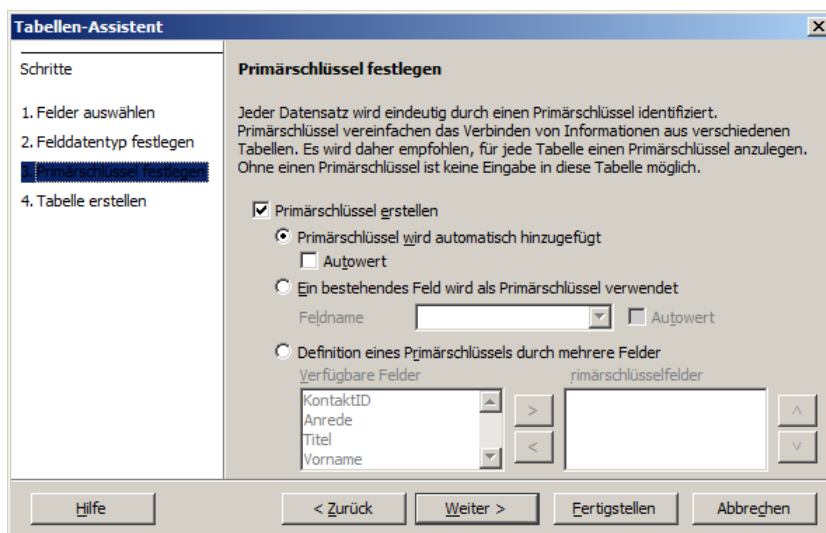 Tabellen-Assistent
Schritte
1. Felder auswählen
2. Felddatentyp festlegen
3. Primärschlüssel festlegen
4. Tabelle erstellen
Primärschlüssel festlegen
Jeder Datensatz wird eindeutig durch einen Primärschlüssel identifiziert.
Primärschlüssel vereinfachen das Verbinden von Informationen aus verschiedenen
Tabellen. Es wird daher empfohlen, für jede Tabelle einen Primärschlüssel anzulegen.
Ohne einen Primärschlüssel ist keine Eingabe in diese Tabelle möglich.
Primärschlüssel erstellen
Primärschlüssel wird automatisch hinzugefügt
Autowert
Ein bestehendes Feld wird als Primärschlüssel verwendet
Feldname
Autowert
Definition eines Primärschlüssels durch mehrere Felder
Verfügbare Felder
rimärschlüsselfelder
KontaktID
Anrede
Titel
Vorname
>
<
Hilfe
< Zurück
Weiter >
Fertigstellen
Abbrechen